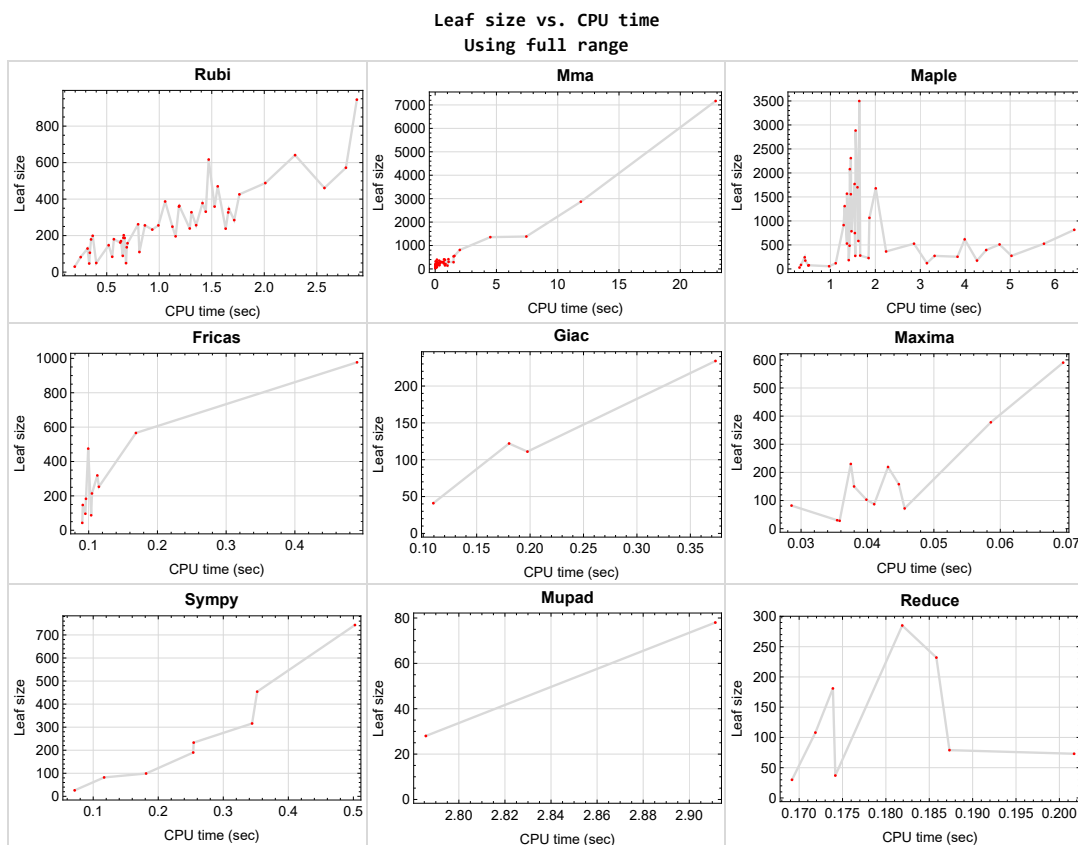 Leaf size vs. CPU time
Using full range
Rubi
Leaf size
800
600
400
200
0
0.5 1.0 1.5 2.0 2.5
CPU time (sec)
Mma
Leaf size
7000
6000
5000
4000
3000
2000
1000
0
0 5 10 15 20
CPU time (sec)
Maple
Leaf size
3500
3000
2500
2000
1500
1000
500
0
1 2 3 4 5 6
CPU time (sec)
Fricas
Leaf size
1000
800
600
400
200
0
0.1 0.2 0.3 0.4
CPU time (sec)
Giac
Leaf size
200
150
100
50
0
0.10 0.15 0.20 0.25 0.30 0.35
CPU time (sec)
Maxima
Leaf size
600
500
400
300
200
100
0
0.03 0.04 0.05 0.06 0.07
CPU time (sec)
Sympy
Leaf size
700
600
500
400
300
200
100
0
0.1 0.2 0.3 0.4 0.5
CPU time (sec)
Mupad
Leaf size
80
60
40
20
0
2.80 2.82 2.84 2.86 2.88 2.90
CPU time (sec)
Reduce
Leaf size
300
250
200
150
100
50
0
0.170 0.175 0.180 0.185 0.190 0.195 0.200
CPU time (sec)